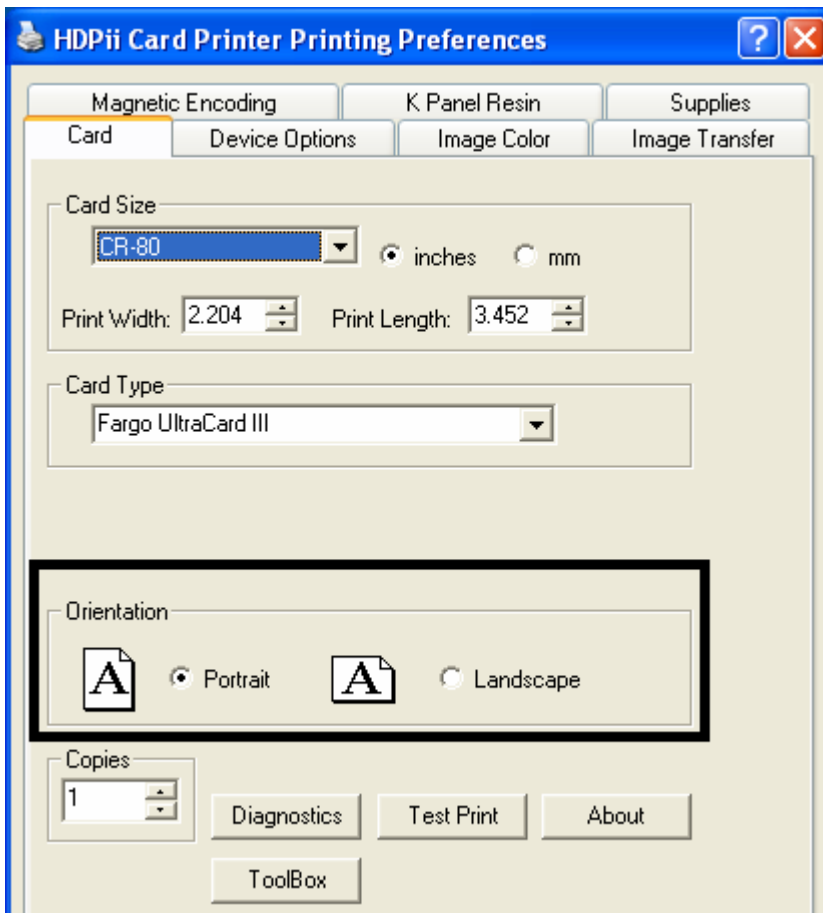 HDPii Card Printer Printing Preferences
Magnetic Encoding K Panel Resin Supplies
Card Device Options Image Color Image Transfer
Card Size
CR-80 inches mm
Print Width: 2.204 Print Length: 3.452
Card Type
Fargo UltraCard III
Orientation
A Portrait A Landscape
Copies
1 Diagnostics Test Print About
ToolBox